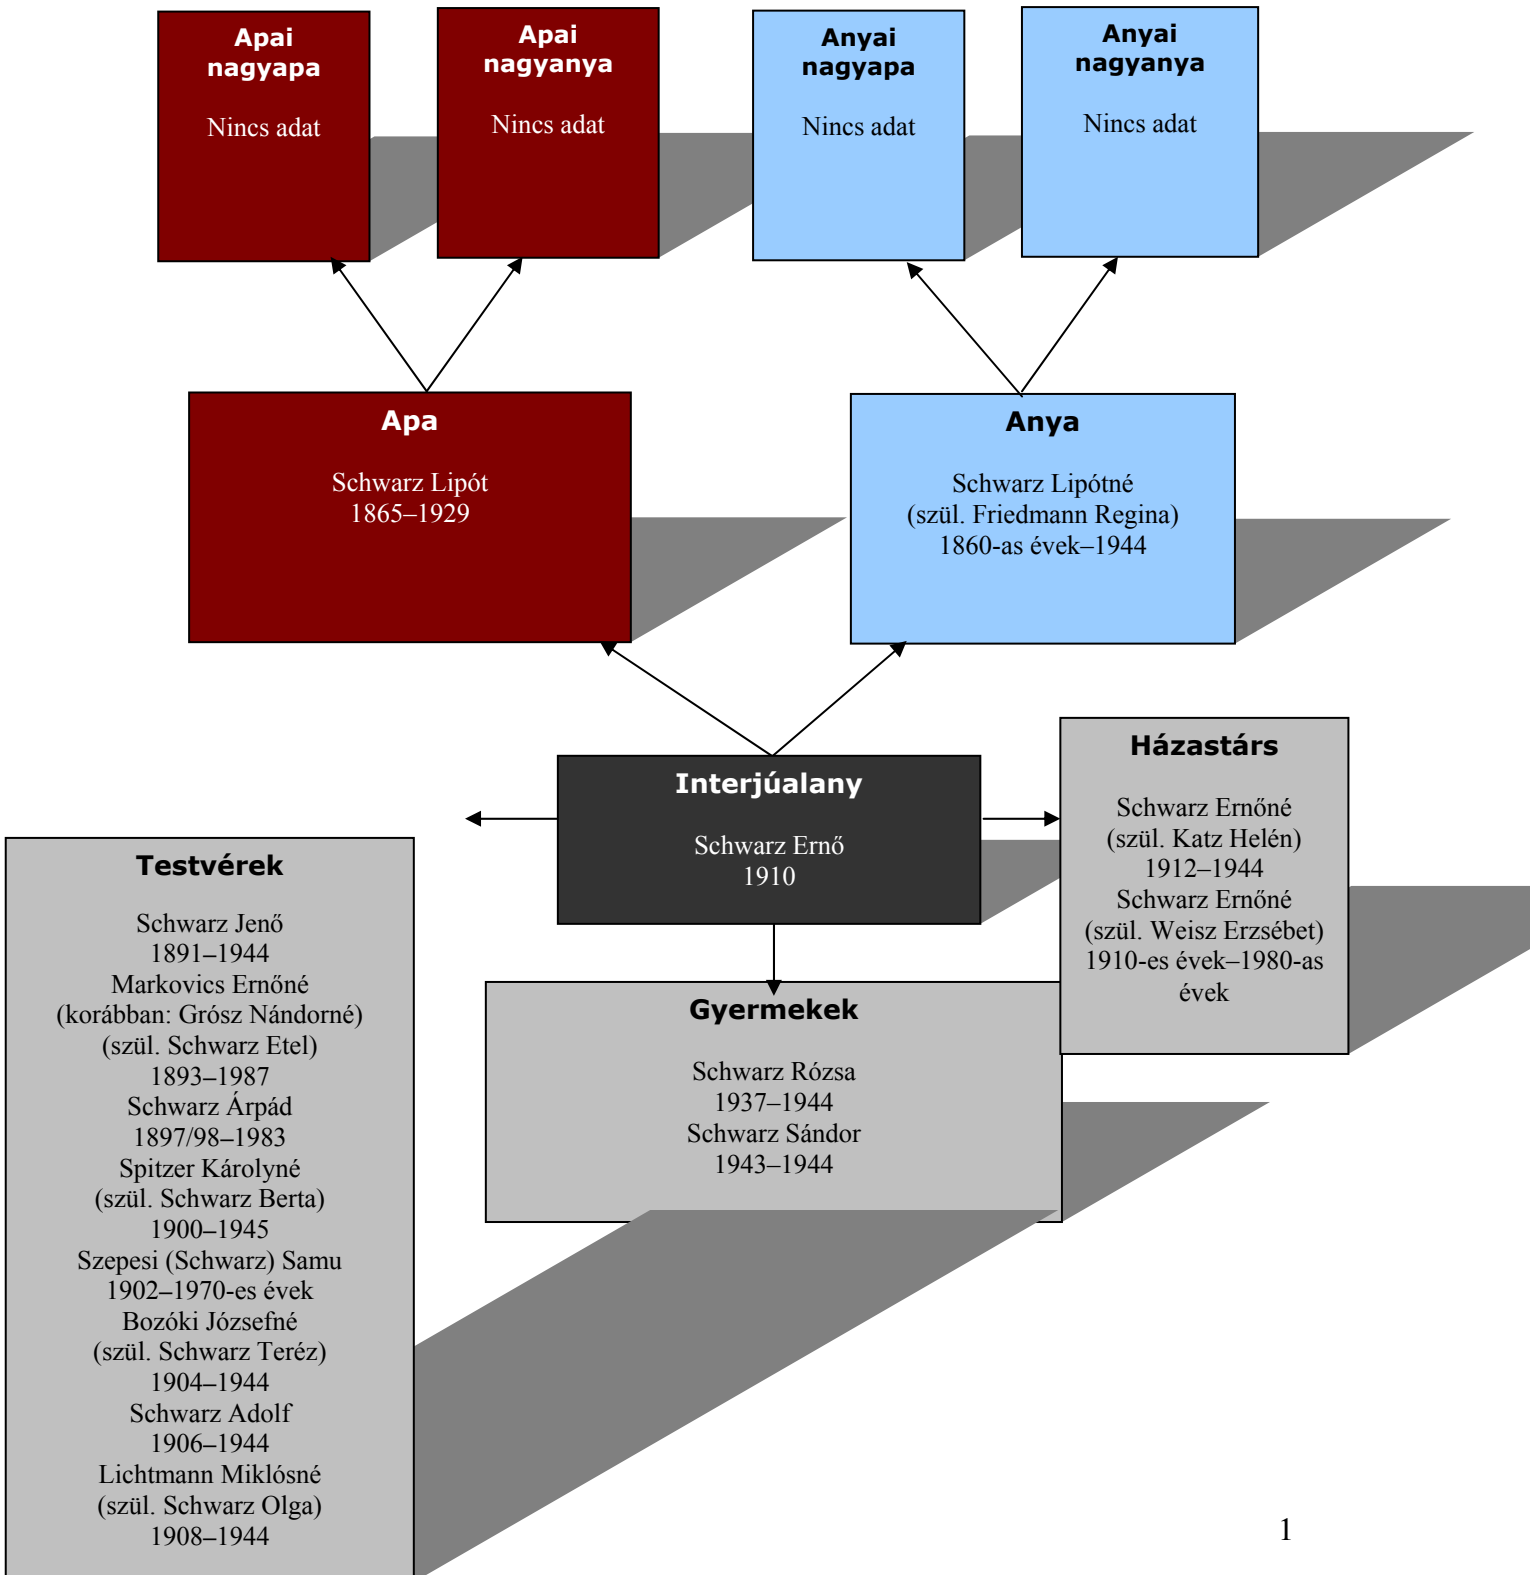 Apai
nagyapa
Nincs adat
Apai
nagyanya
Nincs adat
Anyai
nagyapa
Nincs adat
Anyai
nagyanya
Nincs adat
Apa
Schwarz Lipót
1865–1929
Anya
Schwarz Lipótné
(szül. Friedmann Regina)
1860-as évek–1944
Interjúalany
Schwarz Ernő
1910
Házastárs
Schwarz Ernőné
(szül. Katz Helén)
1912–1944
Schwarz Ernőné
(szül. Weisz Erzsébet)
1910-es évek–1980-as
évek
Testvérek
Schwarz Jenő
1891–1944
Markovics Ernőné
(korábban: Grósz Nándorné)
(szül. Schwarz Etel)
1893–1987
Schwarz Árpád
1897/98–1983
Spitzer Károlyné
(szül. Schwarz Berta)
1900–1945
Szepesi (Schwarz) Samu
1902–1970-es évek
Bozóki Józsefné
(szül. Schwarz Teréz)
1904–1944
Schwarz Adolf
1906–1944
Lichtmann Miklósné
(szül. Schwarz Olga)
1908–1944
Gyermekek
Schwarz Rózsa
1937–1944
Schwarz Sándor
1943–1944
1